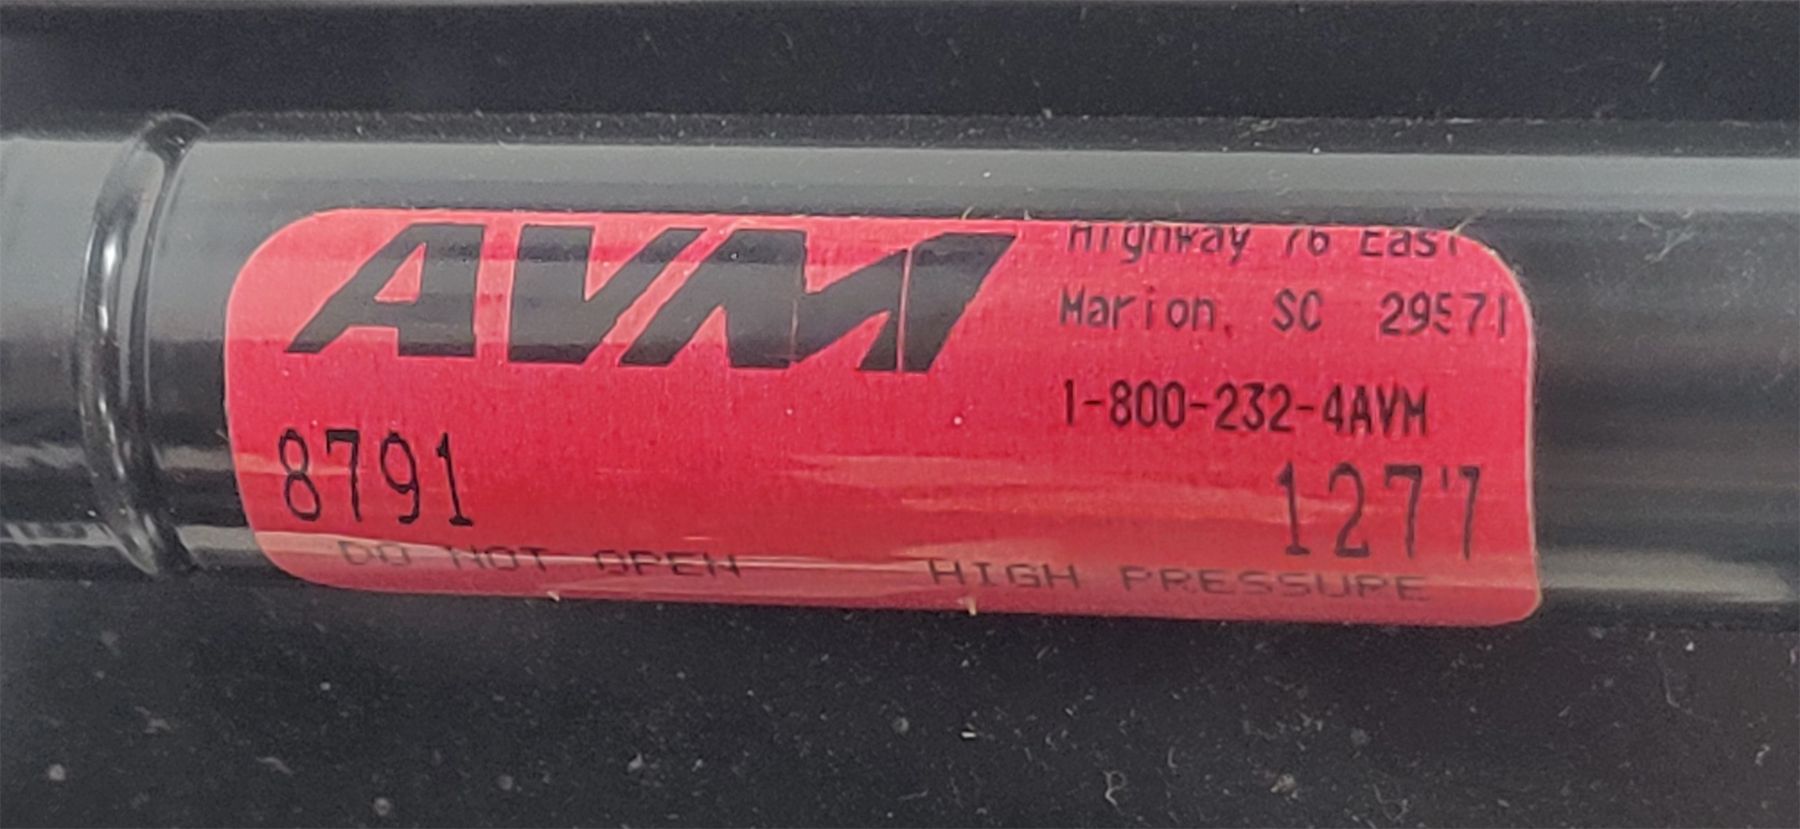 AVM
Highway 76 East
Marion, SC 29571
1-800-232-4AVM
8791
1277
DO NOT OPEN HIGH PRESSURE